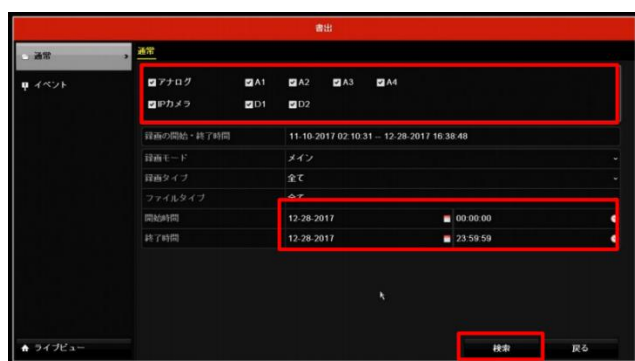 書出
通常
通常
イベント
アナログ A1 A2 A3 A4
IPカメラ D1 D2
録画の開始・終了時間 11-10-2017 02:10:31 -- 12-28-2017 16:38:48
録画モード メイン
録画タイプ 全て
ファイルタイプ 全て
開始時間 12-28-2017 00:00:00
終了時間 12-28-2017 23:59:59
ライブビュー
検索 戻る